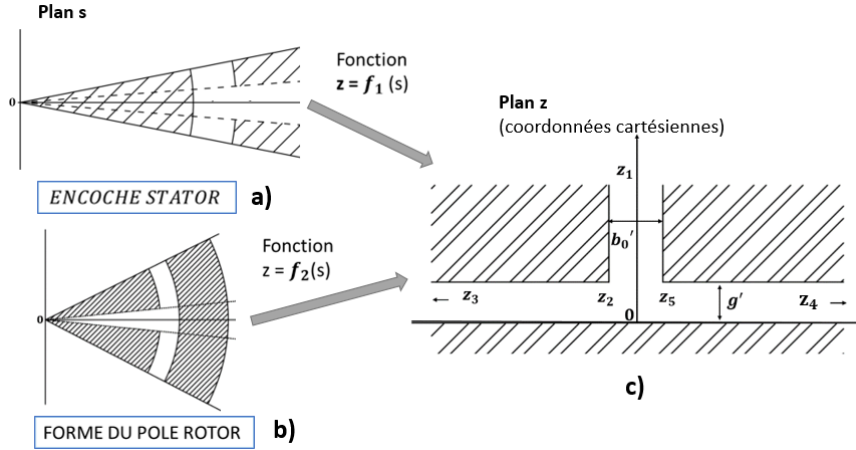 Plan s
0
Fonction
z = f₁ (s)
ENCOCHE STATOR
a)
0
Fonction
z = f₂(s)
FORME DU POLE ROTOR
b)
Plan z
(coordonnées cartésiennes)
z₁
b₀′
z₃
z₂
z₅
z₄
g′
0
c)